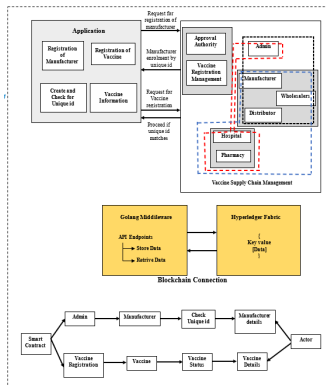 Request for
registration of
manufacturer
Application
Approval
Authority
Admin
Registration
of
Manufacturer
Registration of
Vaccine
Manufacturer
enrolment by
unique id
Vaccine
Registration
Management
Manufacturer
Wholesalers
Create and
Check for
Unique id
Vaccine
Information
Request for
Vaccine
registration
Distributor
Proceed if
unique id
matches
Hospital
Pharmacy
Vaccine Supply Chain Management
Golang Middleware
Hyperledger Fabric
API Endpoints
Store Data
Retrive Data
{
Key value
[Data]
}
Blockchain Connection
Admin
Manufacturer
Check
Unique id
Manufacturer
details
Smart
Contract
Actor
Vaccine
Registration
Vaccine
Vaccine
Status
Vaccine
Details